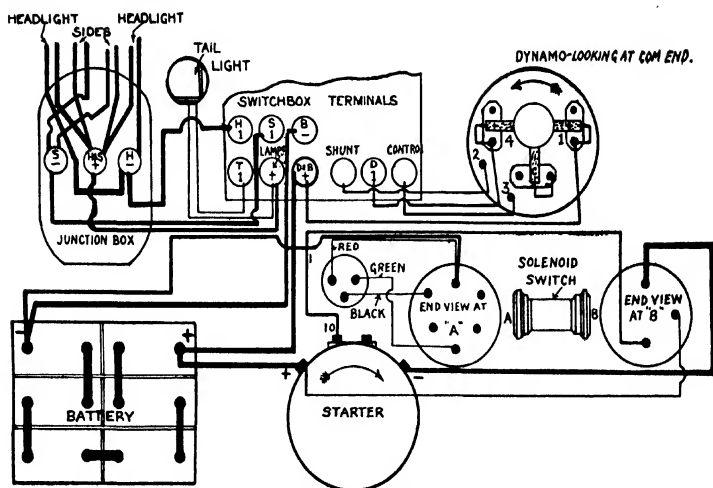 HEADLIGHT SIDES HEADLIGHT
TAIL
LIGHT
DYNAMO-LOOKING AT COM END.
SWITCHBOX TERMINALS
H S B
1 1 -
LAMPS SHUNT D CONTROL
T + D&B 1
1 +
4 1
2
3
S H&S H
- + -
JUNCTION BOX
RED
GREEN
BLACK
1
END VIEW AT
"A"
SOLENOID
SWITCH
A B
END VIEW
AT "B"
10
- +
BATTERY
+ -
STARTER